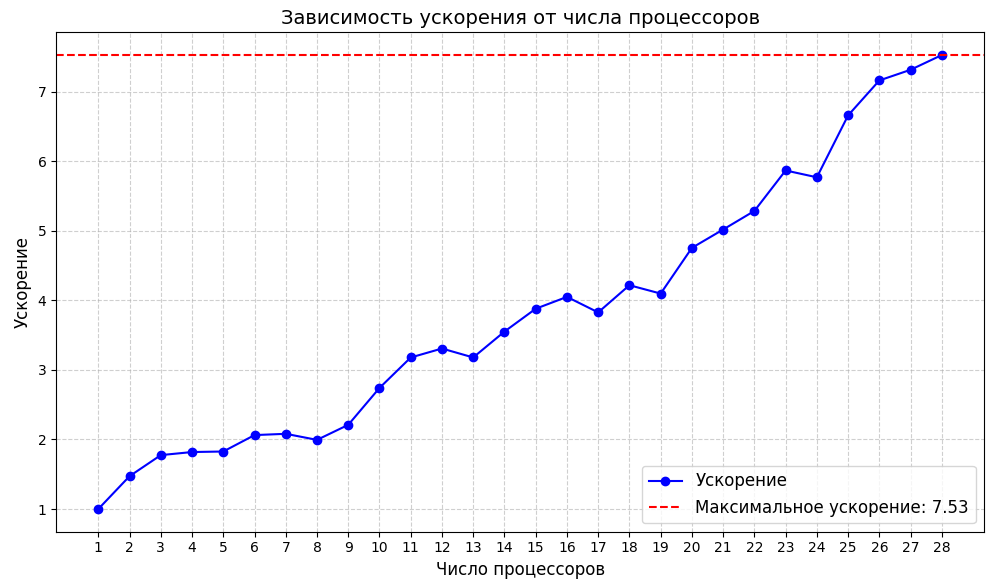 Зависимость ускорения от числа процессоров
Ускорение
7
6
5
4
3
2
1
Ускорение
Максимальное ускорение: 7.53
1 2 3 4 5 6 7 8 9 10 11 12 13 14 15 16 17 18 19 20 21 22 23 24 25 26 27 28
Число процессоров